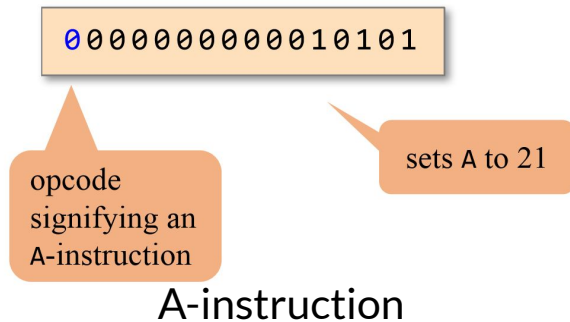 0000000000010101
sets A to 21
opcode
signifying an
A-instruction
A-instruction